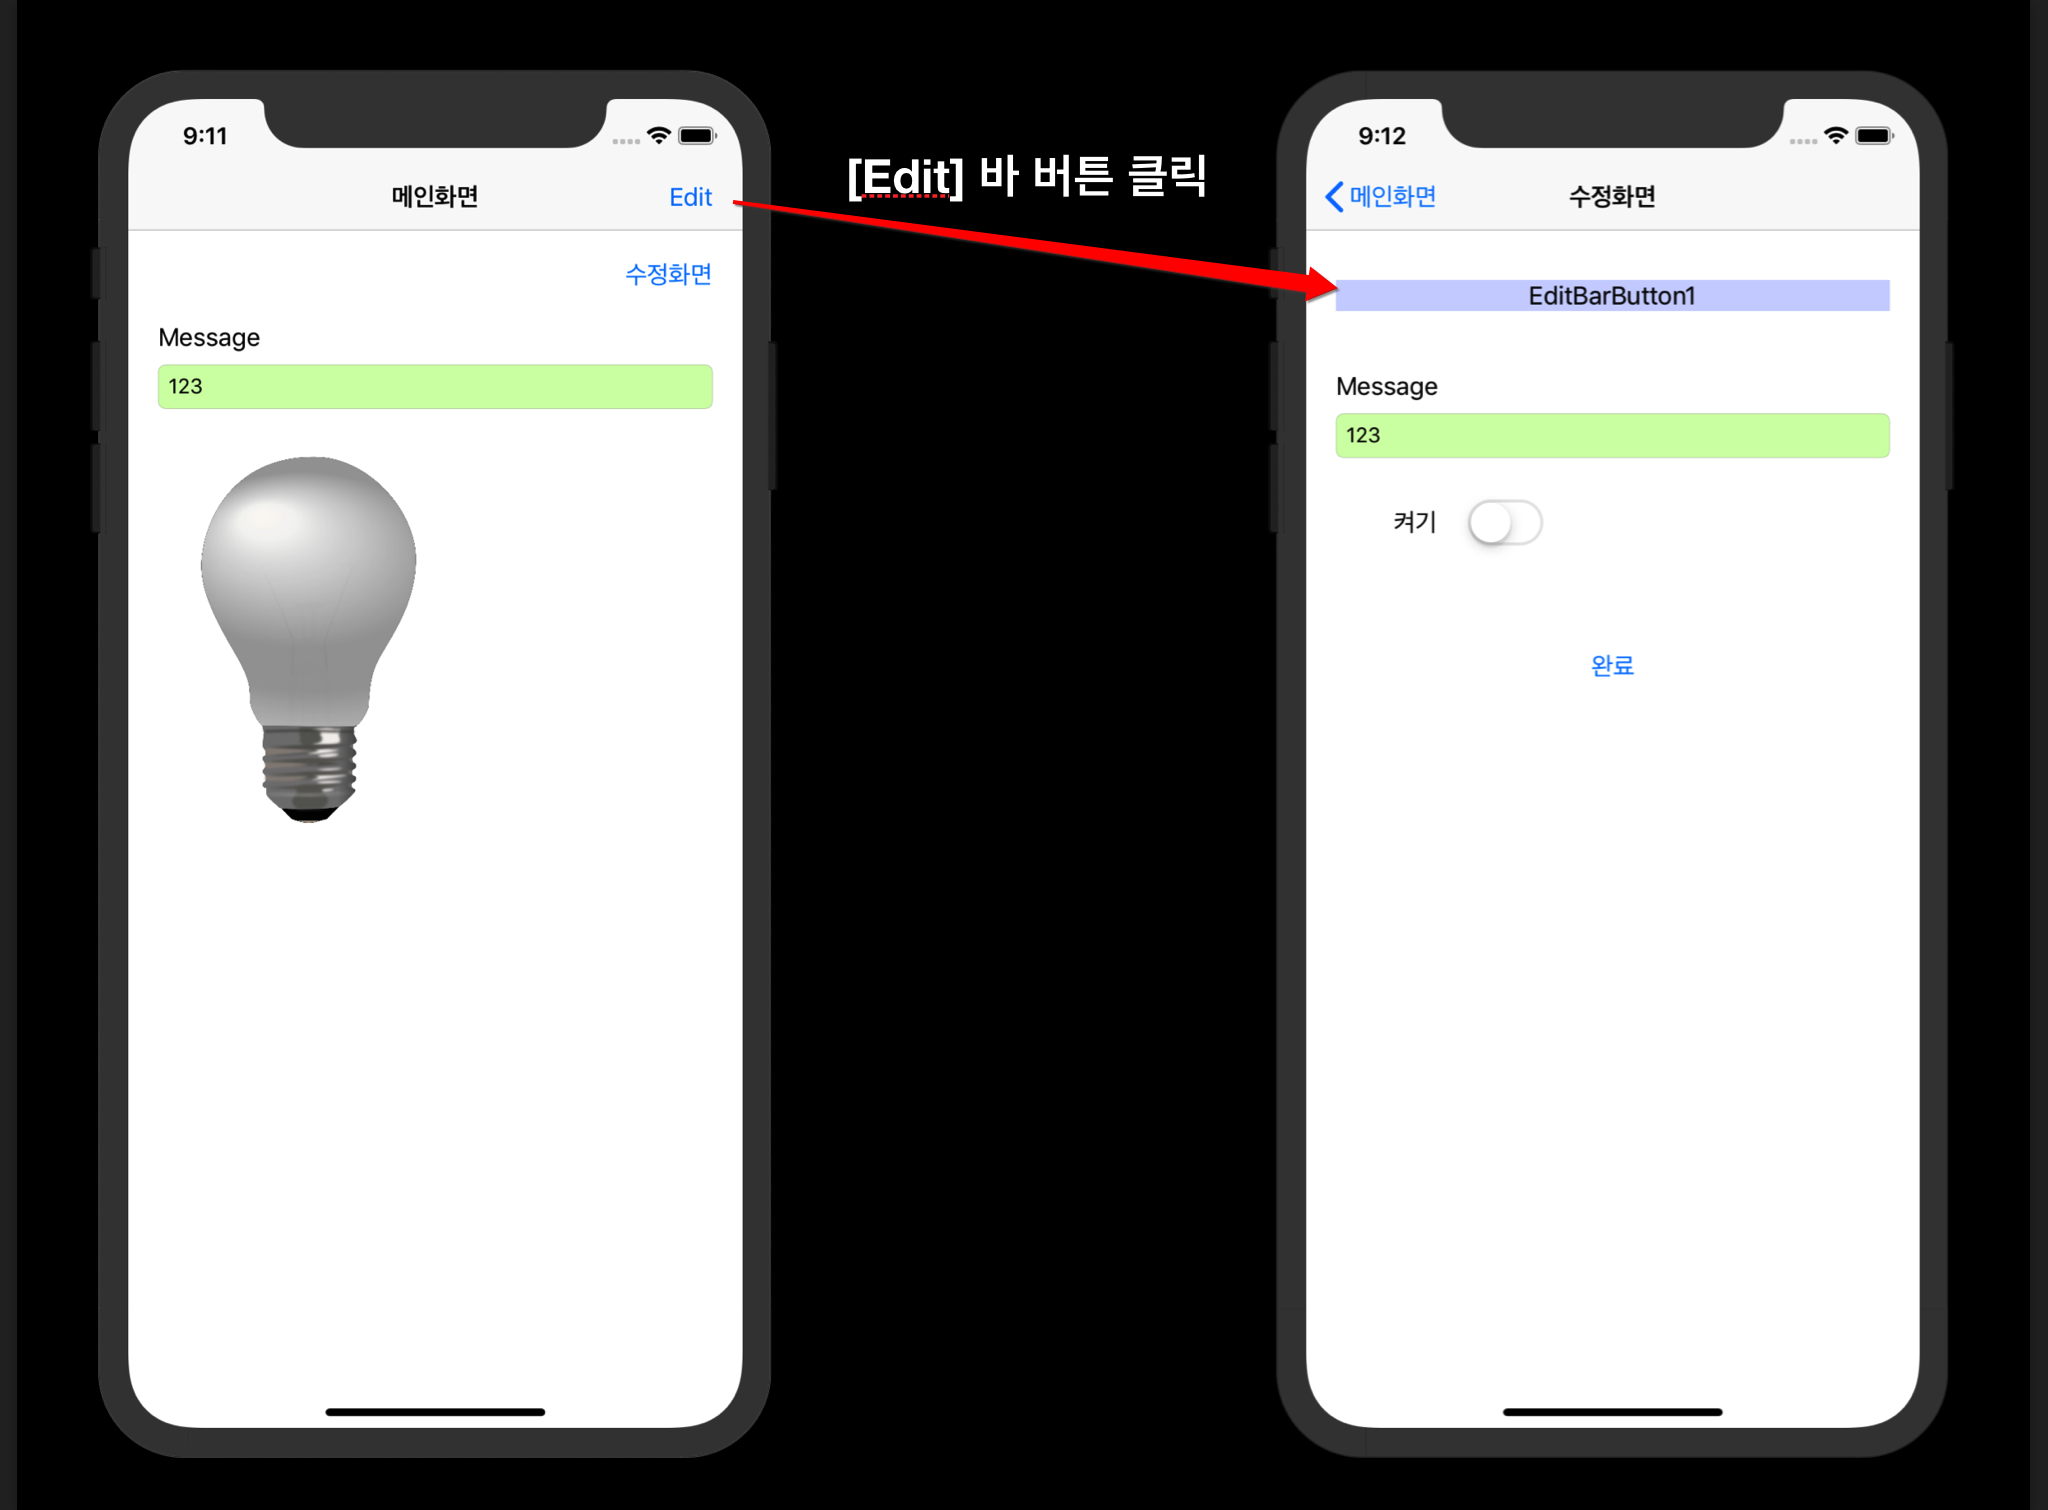 9:11
메인화면
Edit
수정화면
Message
123
[Edit] 바 버튼 클릭
9:12
메인화면
수정화면
EditBarButton1
Message
123
켜기
완료